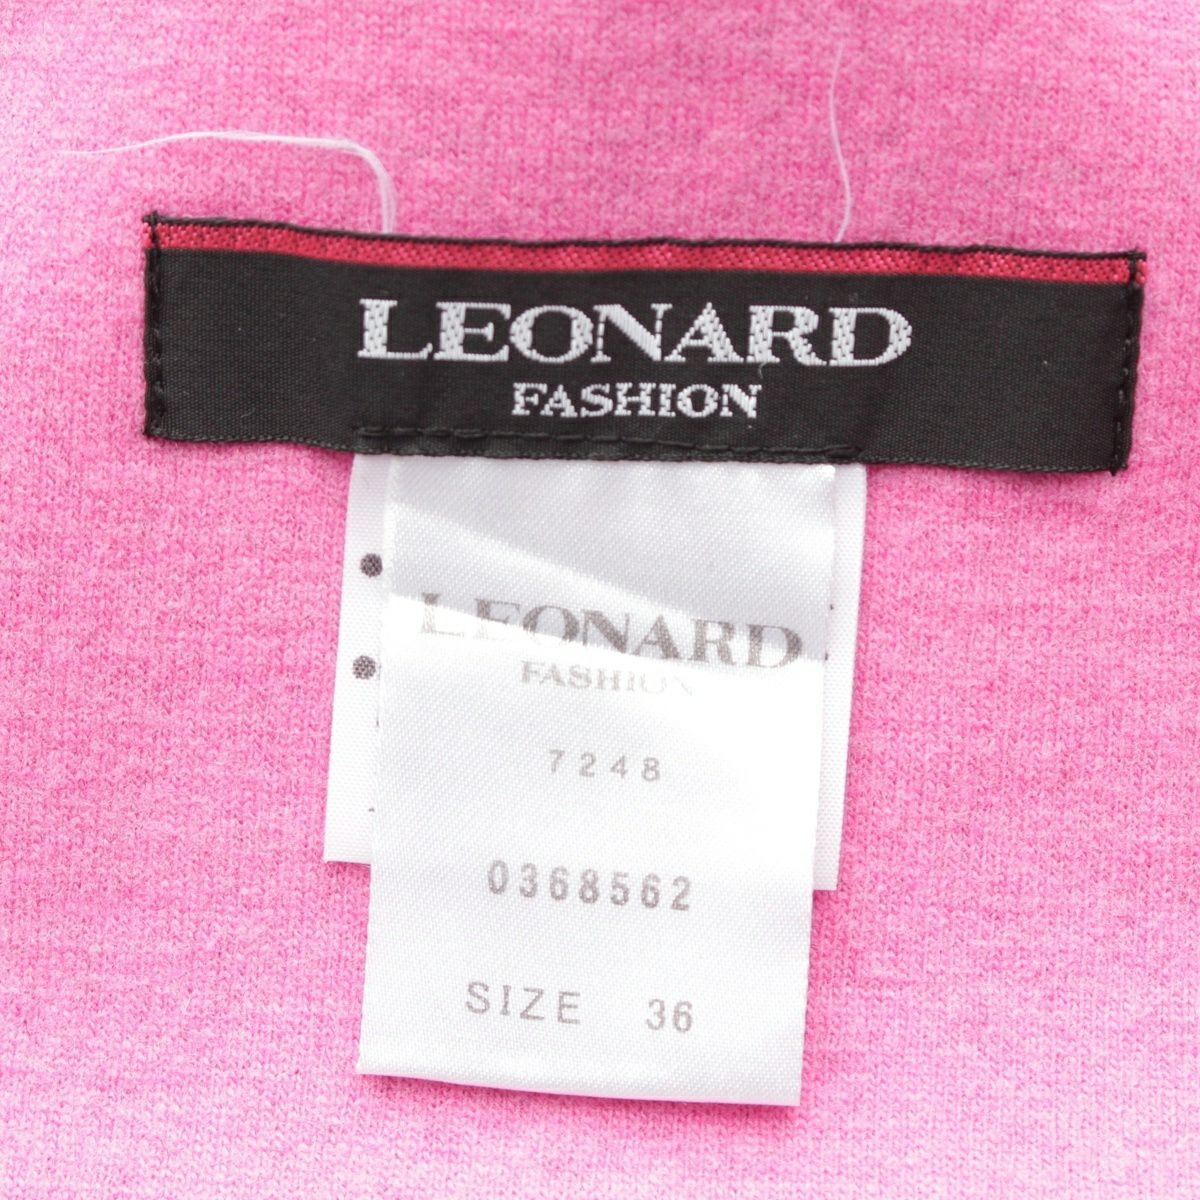 LEONARD
FASHION
LEONARD
FASHION
7248
0368562
SIZE 36